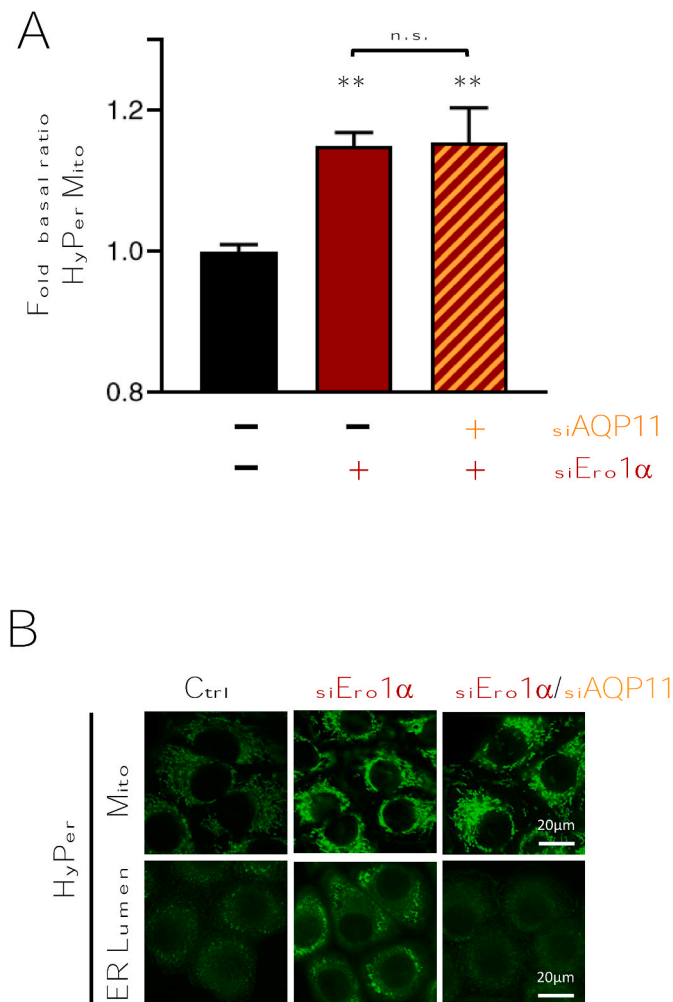 A
n.s.
** **
Fold basal ratio
HyPer Mito
1.2
1.0
0.8
− − + siAQP11
− + + siEro1α
B
Ctrl siEro1α siEro1α/siAQP11
HyPer
Mito
20µm
ER Lumen
20µm